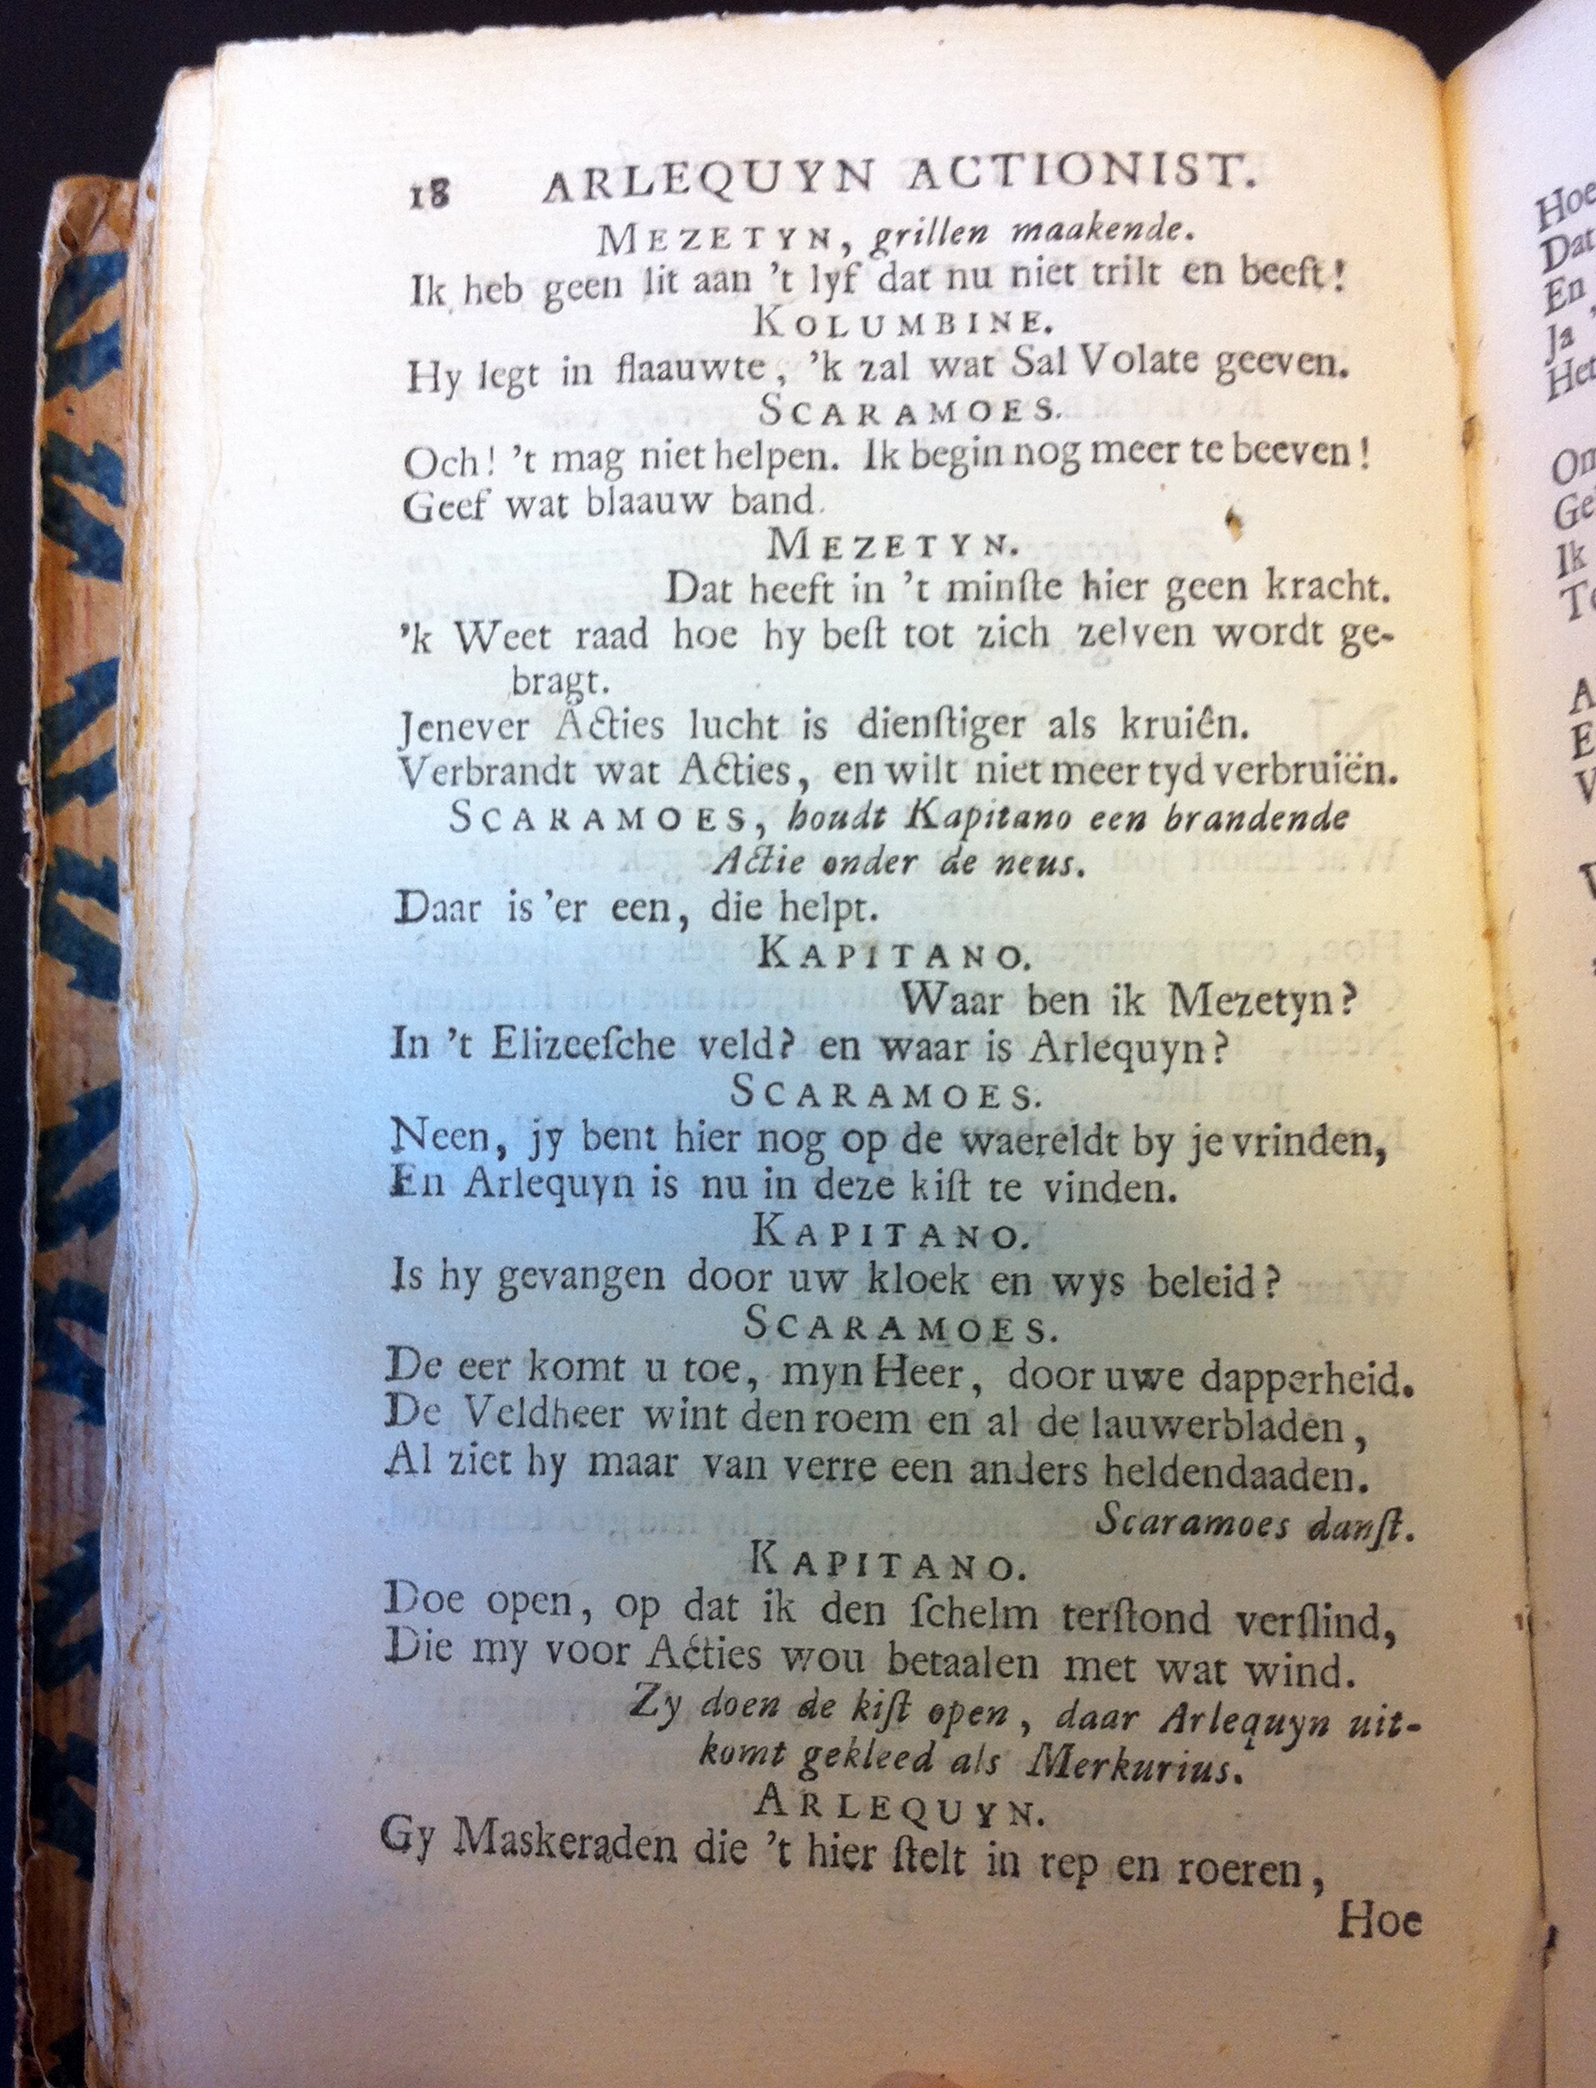 18 ARLEQUYN ACTIONIST.
MEZETYN, grillen maakende.
Ik heb geen lit aan 't lyf dat nu niet trilt en beeſt!
KOLUMBINE.
Hy legt in flaauwte, 'k zal wat Sal Volate geeven.
SCARAMOES.
Och! 't mag niet helpen. Ik begin nog meer te beeven!
Geef wat blaauw band.
MEZETYN.
Dat heeft in 't minſte hier geen kracht.
'k Weet raad hoe hy beſt tot zich zelven wordt ge-
bragt.
Jenever Acties lucht is dienſtiger als kruiên.
Verbrandt wat Acties, en wilt niet meer tyd verbruiën.
SCARAMOES, houdt Kapitano een brandende
Actie onder de neus.
Daar is 'er een, die helpt.
KAPITANO.
Waar ben ik Mezetyn?
In 't Elizeeſche veld? en waar is Arlequyn?
SCARAMOES.
Neen, jy bent hier nog op de waereldt by je vrinden,
En Arlequyn is nu in deze kiſt te vinden.
KAPITANO.
Is hy gevangen door uw kloek en wys beleid?
SCARAMOES.
De eer komt u toe, myn Heer, door uwe dapperheid.
De Veldheer wint den roem en al de lauwerbladen,
Al ziet hy maar van verre een anders heldendaaden.
Scaramoes danſt.
KAPITANO.
Doe open, op dat ik den ſchelm terſtond verſlind,
Die my voor Acties wou betaalen met wat wind.
Zy doen de kiſt open, daar Arlequyn uit-
komt gekleed als Merkurius.
ARLEQUYN.
Gy Maskeraden die 't hier ſtelt in rep en roeren,
Hoe
Hoe
Dat
En
Ja
Het
Ik